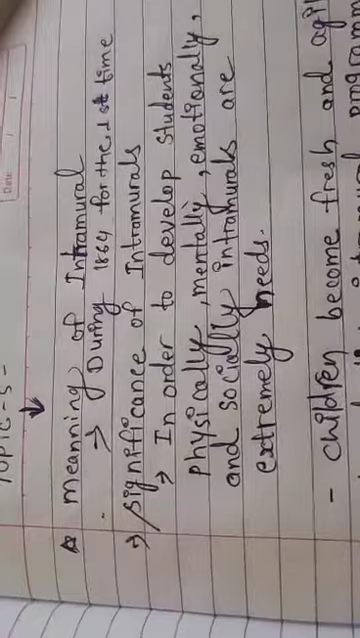 Topic-5-
☆ meanning of Intramural
→ During 1864 for the 1st time
→ significance of Intramurals
→ In order to develop students
physically, mentally, emotionally,
and socially intramurals are
extremely needs.
- children become fresh and